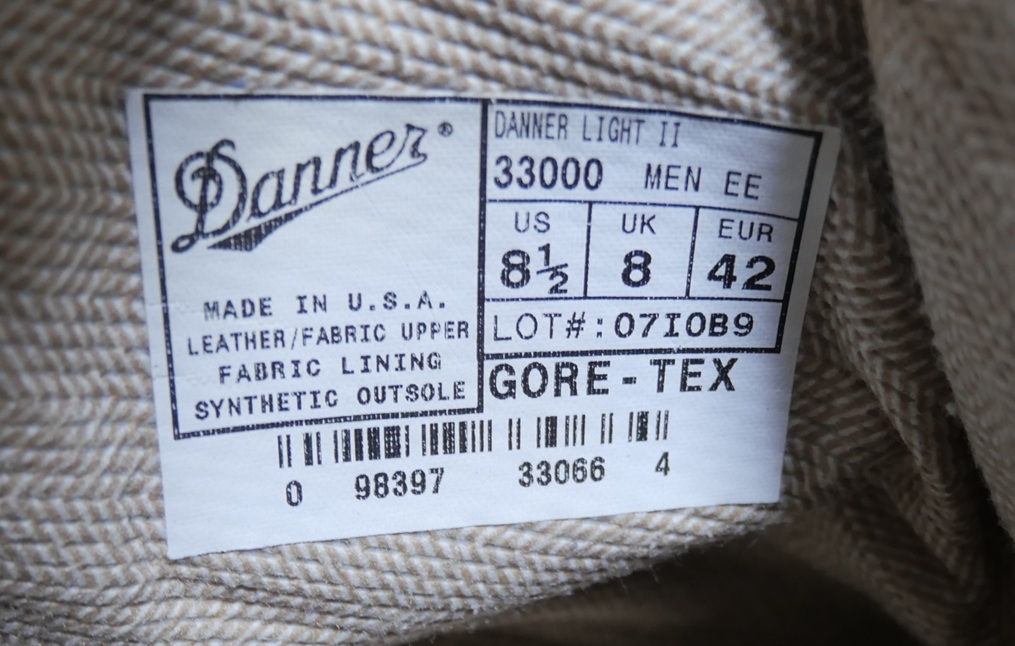 Danner®
MADE IN U.S.A.
LEATHER/FABRIC UPPER
FABRIC LINING
SYNTHETIC OUTSOLE
DANNER LIGHT II
33000 MEN EE
US UK EUR
8½ 8 42
LOT#:07IOB9
GORE-TEX
0 98397 33066 4